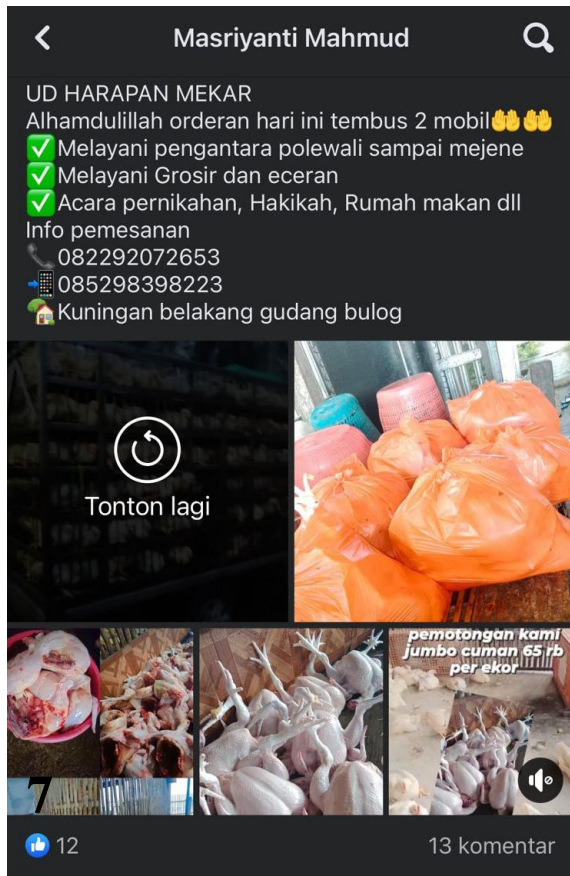 Masriyanti Mahmud
UD HARAPAN MEKAR
Alhamdulillah orderan hari ini tembus 2 mobil🤲🤲
✅Melayani pengantara polewali sampai mejene
✅Melayani Grosir dan eceran
✅Acara pernikahan, Hakikah, Rumah makan dll
Info pemesanan
📞082292072653
📲085298398223
🏡Kuningan belakang gudang bulog
Tonton lagi
pemotongan kami
jumbo cuman 65 rb
per ekor
7
12
13 komentar